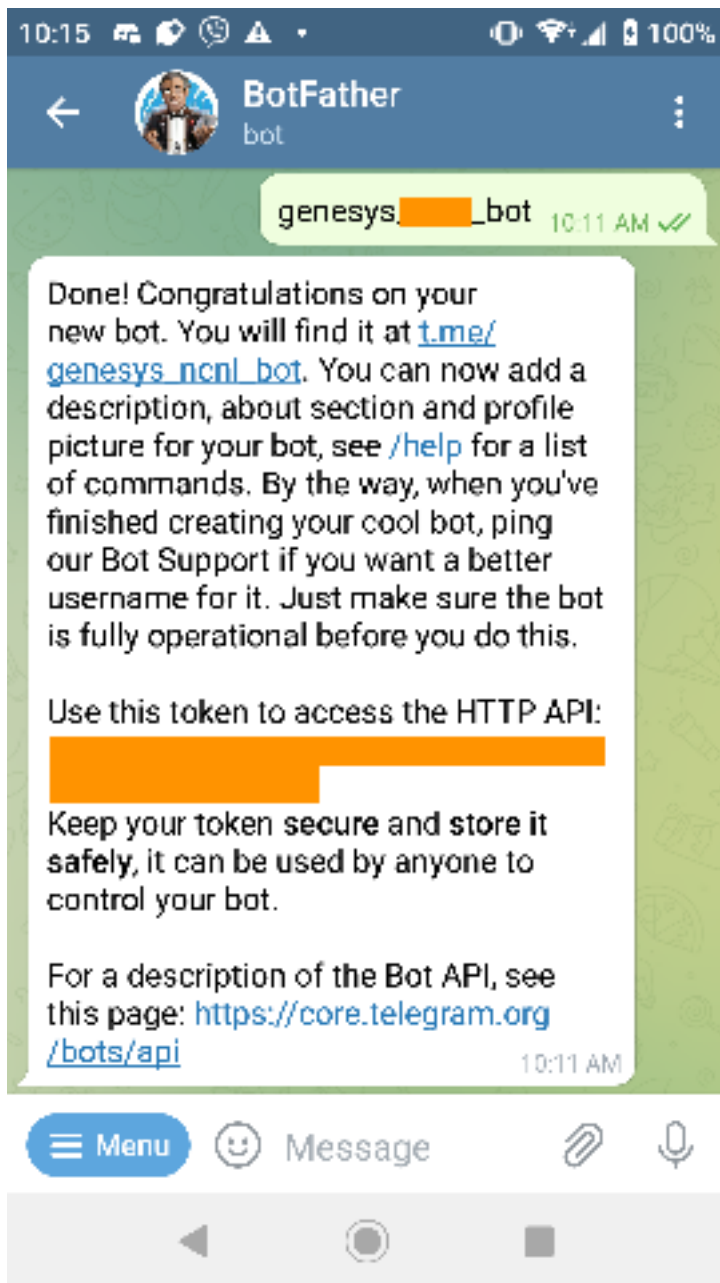 10:15
100%
BotFather
bot
genesys_ _bot 10:11 AM
Done! Congratulations on your
new bot. You will find it at t.me/
genesys_ncnl_bot. You can now add a
description, about section and profile
picture for your bot, see /help for a list
of commands. By the way, when you've
finished creating your cool bot, ping
our Bot Support if you want a better
username for it. Just make sure the bot
is fully operational before you do this.
Use this token to access the HTTP API:
Keep your token secure and store it
safely, it can be used by anyone to
control your bot.
For a description of the Bot API, see
this page: https://core.telegram.org
/bots/api
10:11 AM
Menu
Message